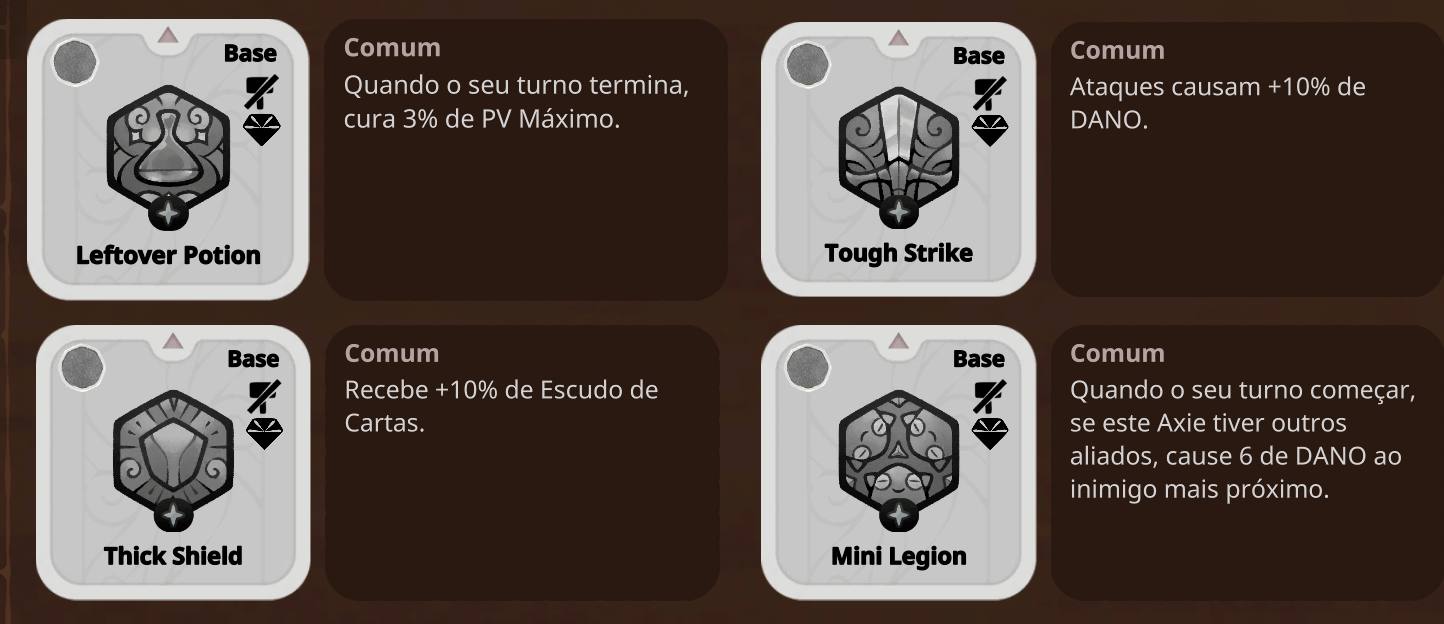 Base
Leftover Potion
Comum
Quando o seu turno termina,
cura 3% de PV Máximo.
Base
Tough Strike
Comum
Ataques causam +10% de
DANO.
Base
Thick Shield
Comum
Recebe +10% de Escudo de
Cartas.
Base
Mini Legion
Comum
Quando o seu turno começar,
se este Axie tiver outros
aliados, cause 6 de DANO ao
inimigo mais próximo.